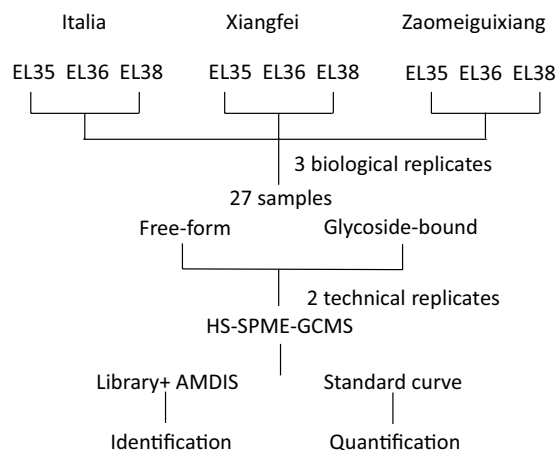 Italia Xiangfei Zaomeiguixiang
EL35 EL36 EL38 EL35 EL36 EL38 EL35 EL36 EL38
3 biological replicates
27 samples
Free-form Glycoside-bound
2 technical replicates
HS-SPME-GCMS
Library+ AMDIS Standard curve
Identification Quantification